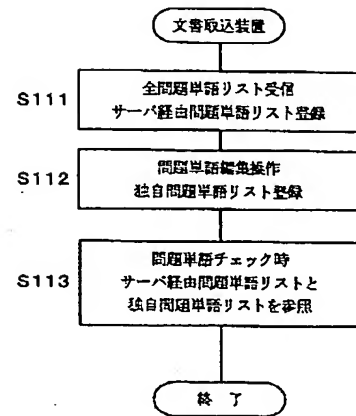 文書取込装置
S111
全問題単語リスト受信
サーバ経由問題単語リスト登録
S112
問題単語編集操作
独自問題単語リスト登録
S113
問題単語チェック時
サーバ経由問題単語リストと
独自問題単語リストを参照
終 了